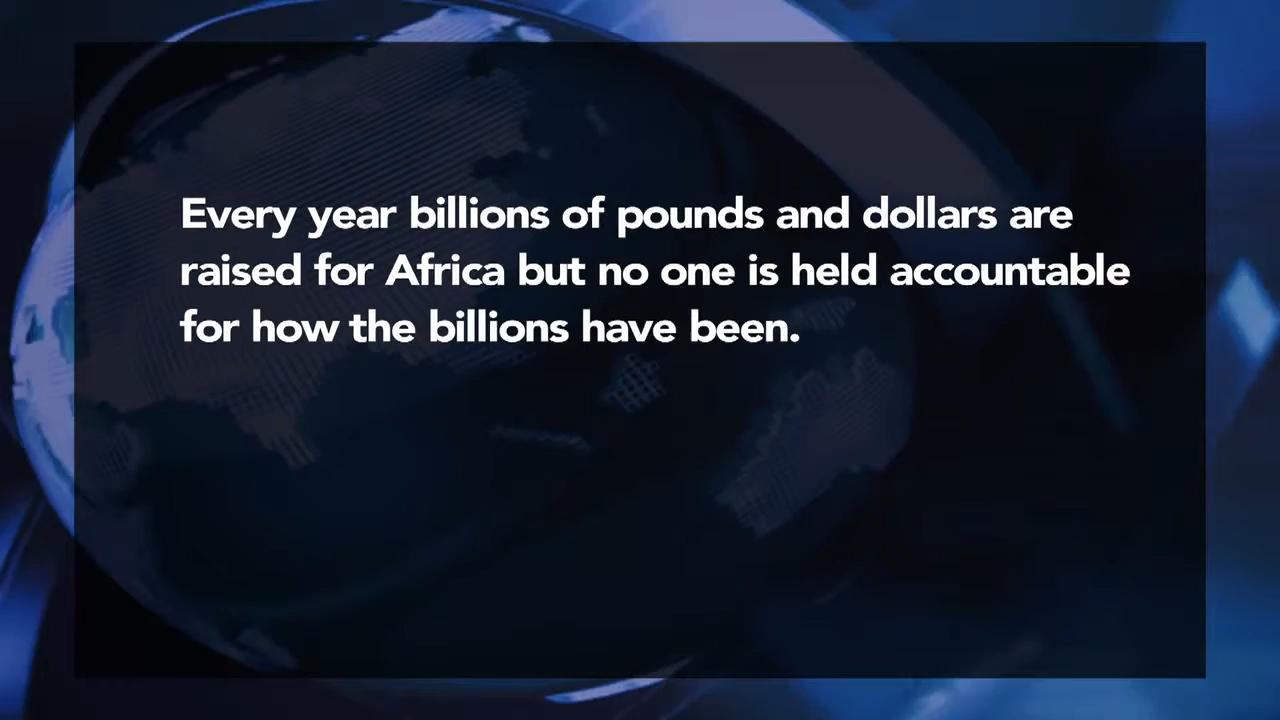 Every year billions of pounds and dollars are
raised for Africa but no one is held accountable
for how the billions have been.